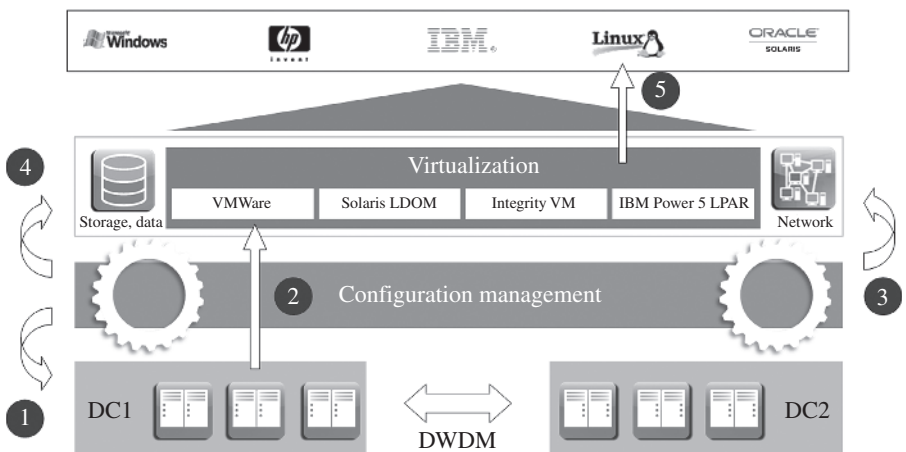 Microsoft
Windows
hp
invent
IBM
Linux
ORACLE
SOLARIS
5
4
Virtualization
Storage, data
VMWare
Solaris LDOM
Integrity VM
IBM Power 5 LPAR
Network
2
Configuration management
3
1
DC1
DWDM
DC2